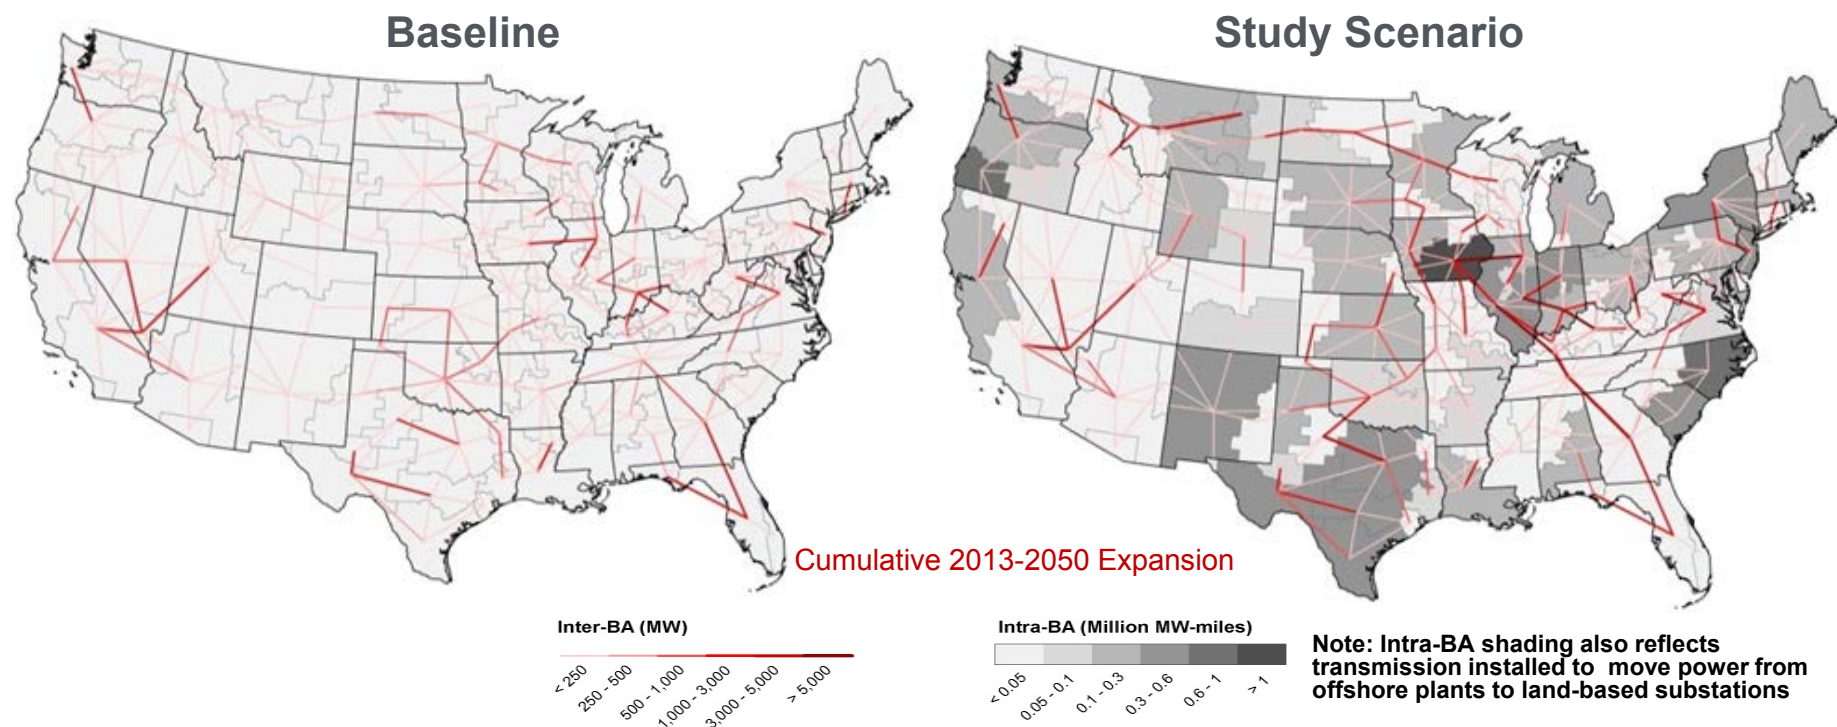 Baseline
Study Scenario
Cumulative 2013-2050 Expansion
Inter-BA (MW)
< 250
250 - 500
500 - 1,000
1,000 - 3,000
3,000 - 5,000
> 5,000
Intra-BA (Million MW-miles)
< 0.05
0.05 - 0.1
0.1 - 0.3
0.3 - 0.6
0.6 - 1
> 1
Note: Intra-BA shading also reflects
transmission installed to move power from
offshore plants to land-based substations